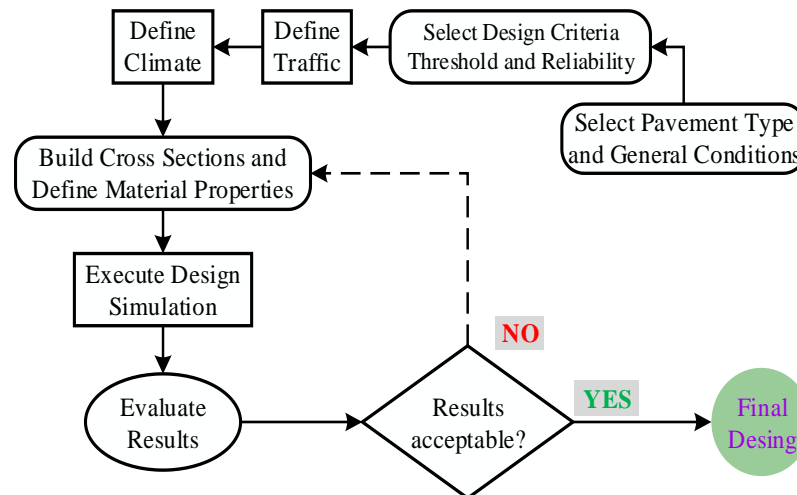 Define
Climate
Define
Traffic
Select Design Criteria
Threshold and Reliability
Select Pavement Type
and General Conditions
Build Cross Sections and
Define Material Properties
Execute Design
Simulation
NO
Evaluate
Results
Results
acceptable?
YES
Final
Desing